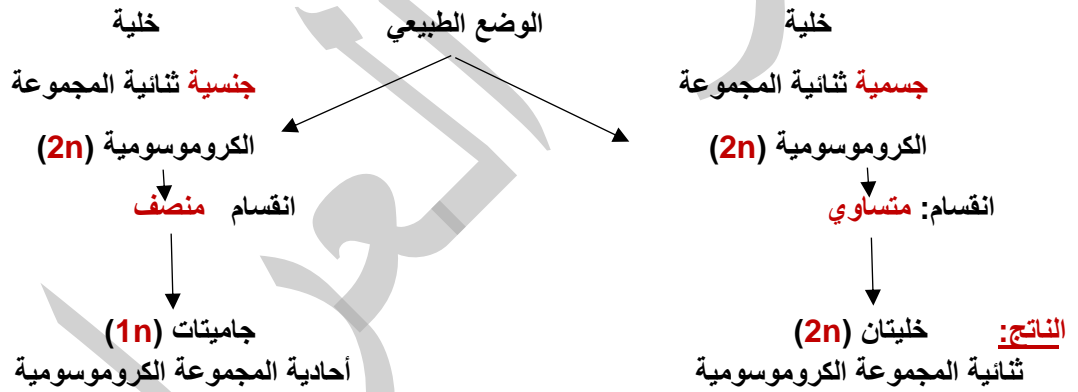 خلية الوضع الطبيعي خلية
جسمية ثنائية المجموعة جنسية ثنائية المجموعة
الكروموسومية (2n) الكروموسومية (2n)
انقسام: متساوي انقسام منصف
الناتج: خليتان (2n) جاميتات (1n)
ثنائية المجموعة الكروموسومية أحادية المجموعة الكروموسومية